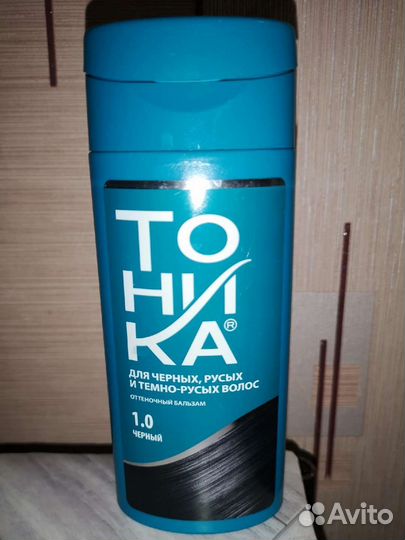 ТО
НИ
КА®
ДЛЯ ЧЕРНЫХ, РУСЫХ
И ТЕМНО-РУСЫХ ВОЛОС
ОТТЕНОЧНЫЙ БАЛЬЗАМ
1.0
ЧЕРНЫЙ
Avito